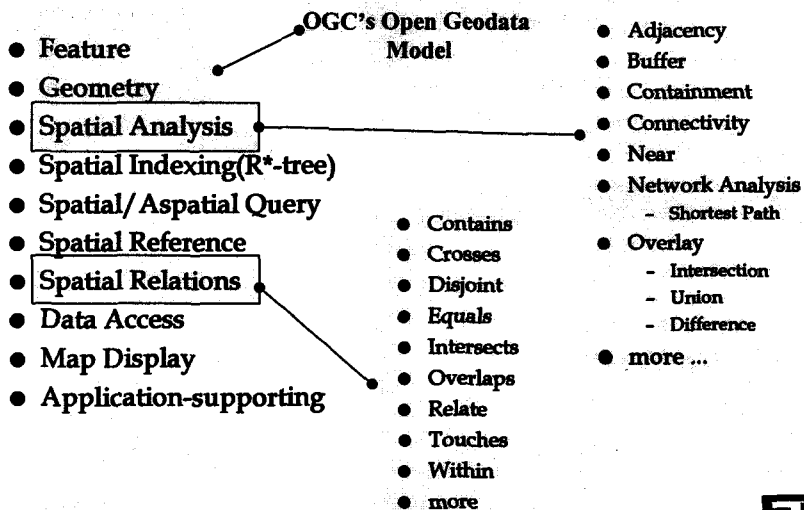 OGC's Open Geodata
Model
● Feature
● Geometry
● Spatial Analysis
● Spatial Indexing(R*-tree)
● Spatial/Aspatial Query
● Spatial Reference
● Spatial Relations
● Data Access
● Map Display
● Application-supporting
● Contains
● Crosses
● Disjoint
● Equals
● Intersects
● Overlaps
● Relate
● Touches
● Within
● more
● Adjacency
● Buffer
● Containment
● Connectivity
● Near
● Network Analysis
- Shortest Path
● Overlay
- Intersection
- Union
- Difference
● more ...